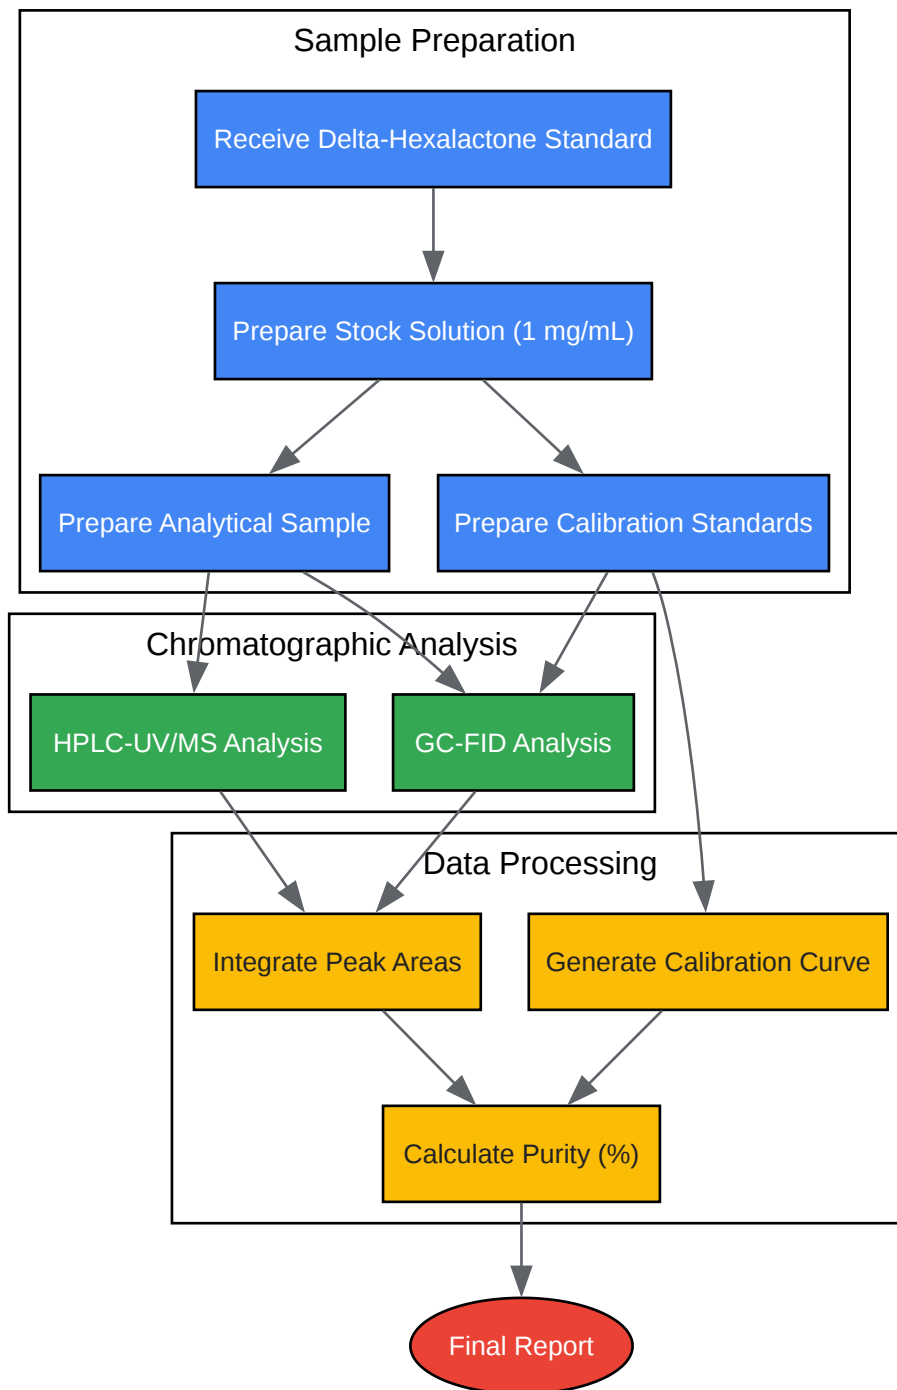 Sample Preparation
Receive Delta-Hexalactone Standard
Prepare Stock Solution (1 mg/mL)
Prepare Analytical Sample
Prepare Calibration Standards
Chromatographic Analysis
HPLC-UV/MS Analysis
GC-FID Analysis
Data Processing
Integrate Peak Areas
Generate Calibration Curve
Calculate Purity (%)
Final Report